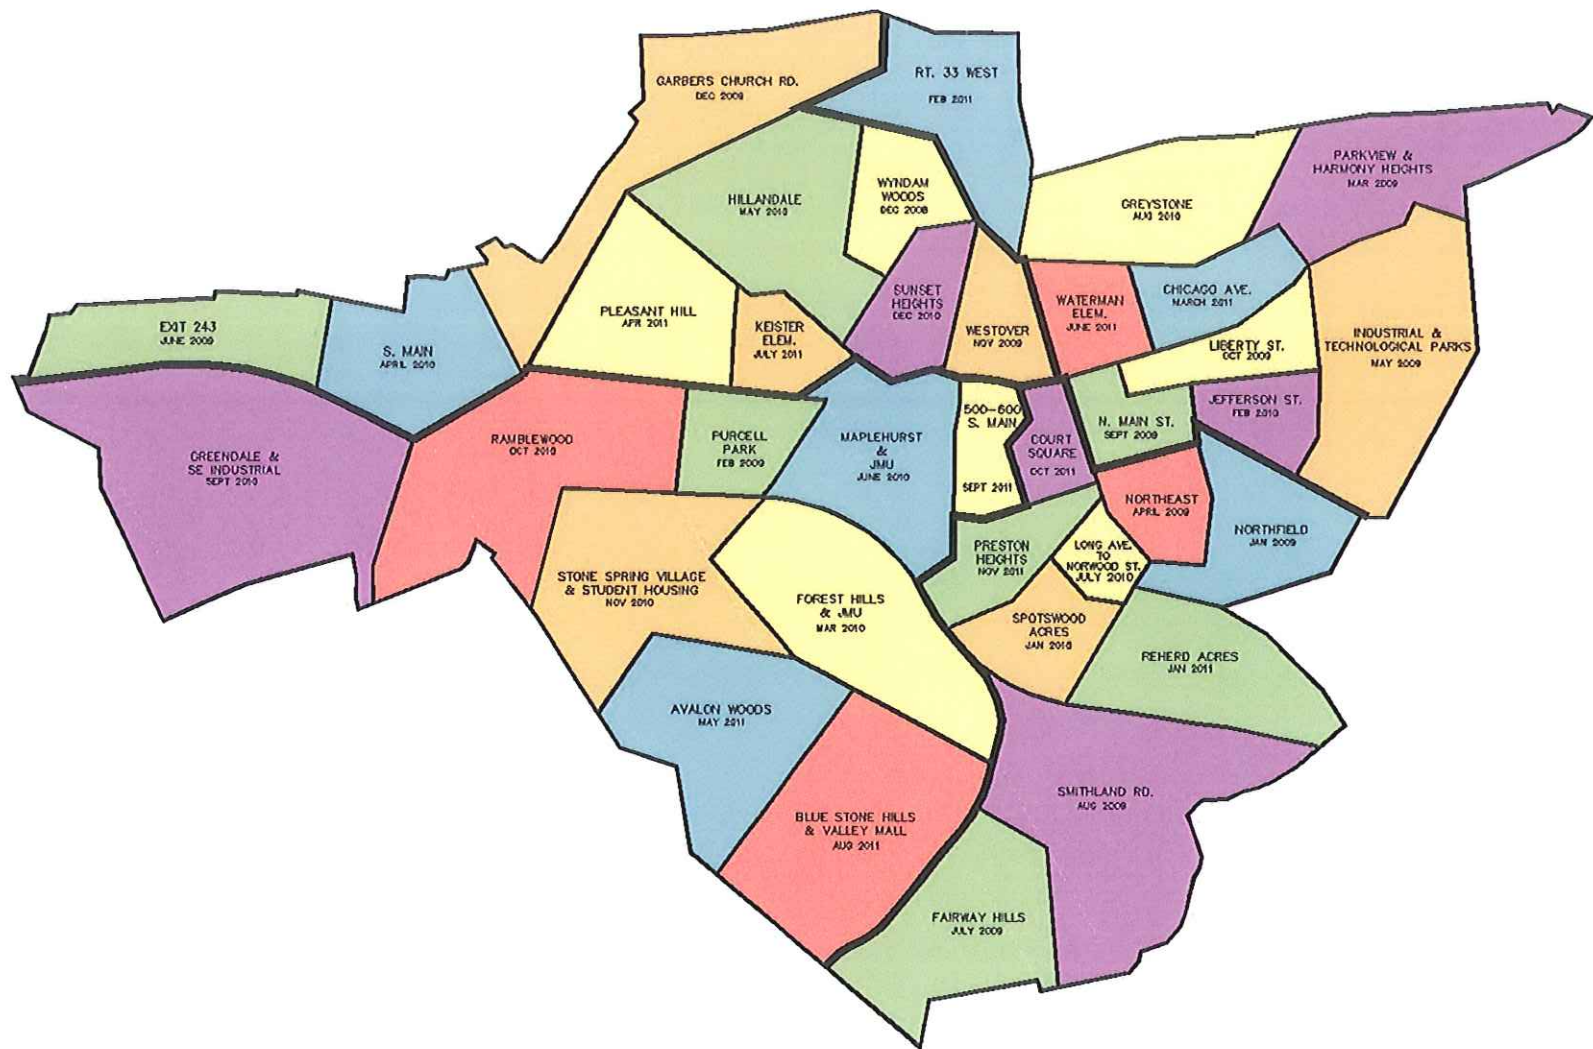 GARBERS CHURCH RD.
DEC 2009
RT. 33 WEST
FEB 2011
PARKVIEW &
HARMONY HEIGHTS
MAR 2009
HILLANDALE
MAY 2010
WYNDAM
WOODS
DEC 2008
GREYSTONE
AUG 2010
EXIT 243
JUNE 2009
S. MAIN
APRIL 2010
PLEASANT HILL
APR 2011
KEISTER
ELEM.
JULY 2011
SUNSET
HEIGHTS
DEC 2010
WESTOVER
NOV 2009
WATERMAN
ELEM.
JUNE 2011
CHICAGO AVE.
MARCH 2011
LIBERTY ST.
OCT 2009
INDUSTRIAL &
TECHNOLOGICAL PARKS
MAY 2009
GREENDALE &
SE INDUSTRIAL
SEPT 2010
RAMBLEWOOD
OCT 2010
PURCELL
PARK
FEB 2009
MAPLEHURST
&
JMU
JUNE 2010
500-600
S. MAIN
SEPT 2011
COURT
SQUARE
OCT 2011
N. MAIN ST.
SEPT 2009
JEFFERSON ST.
FEB 2010
NORTHEAST
APRIL 2009
NORTHFIELD
JAN 2009
STONE SPRING VILLAGE
& STUDENT HOUSING
NOV 2010
FOREST HILLS
& JMU
MAR 2010
PRESTON
HEIGHTS
NOV 2011
LONG AVE.
TO
NORWOOD ST.
JULY 2010
SPOTSWOOD
ACRES
JAN 2010
REHERD ACRES
JAN 2011
AVALON WOODS
MAY 2011
BLUE STONE HILLS
& VALLEY MALL
AUG 2011
SMITHLAND RD.
AUG 2009
FAIRWAY HILLS
JULY 2009